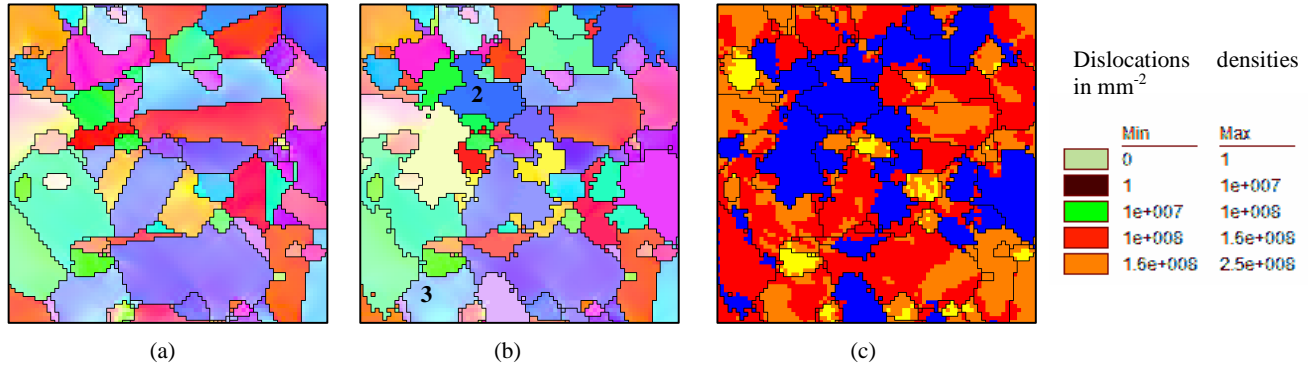 2
3
Dislocations densities
in mm-2
Min Max
0 1
1 1e+007
1e+007 1e+008
1e+008 1.6e+008
1.6e+008 2.5e+008
(a) (b) (c)